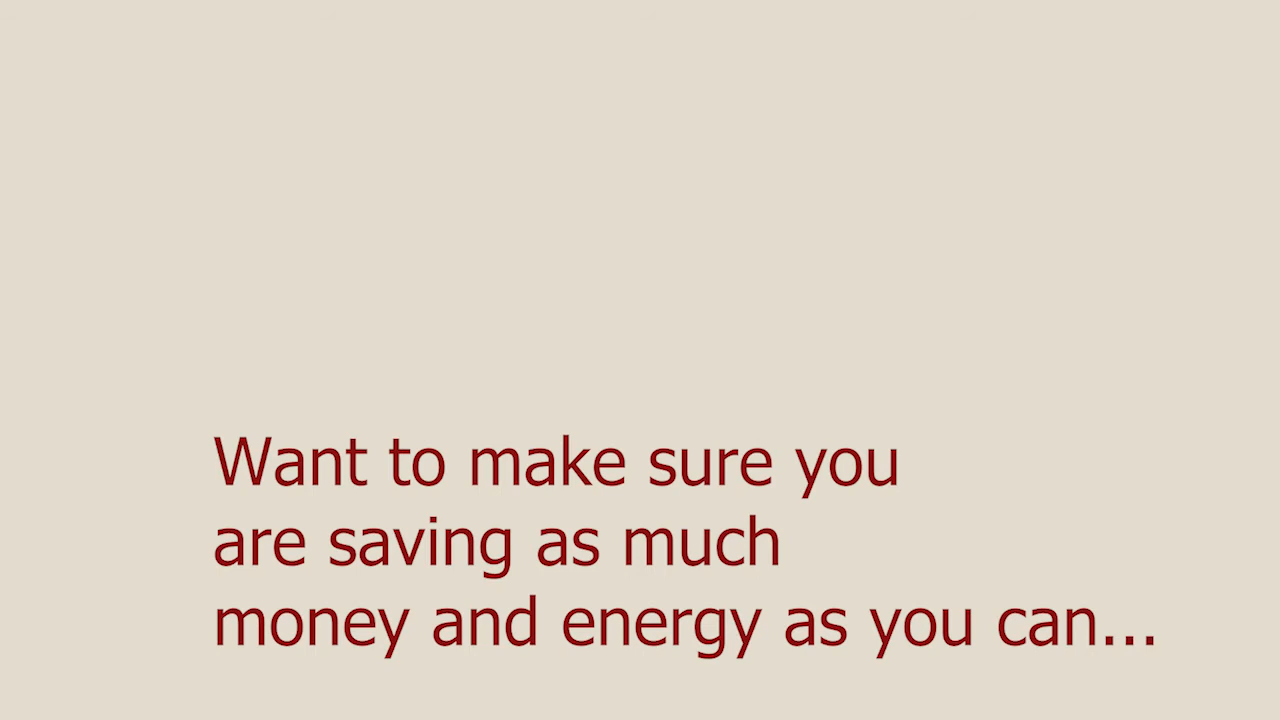 Want to make sure you
are saving as much
money and energy as you can...